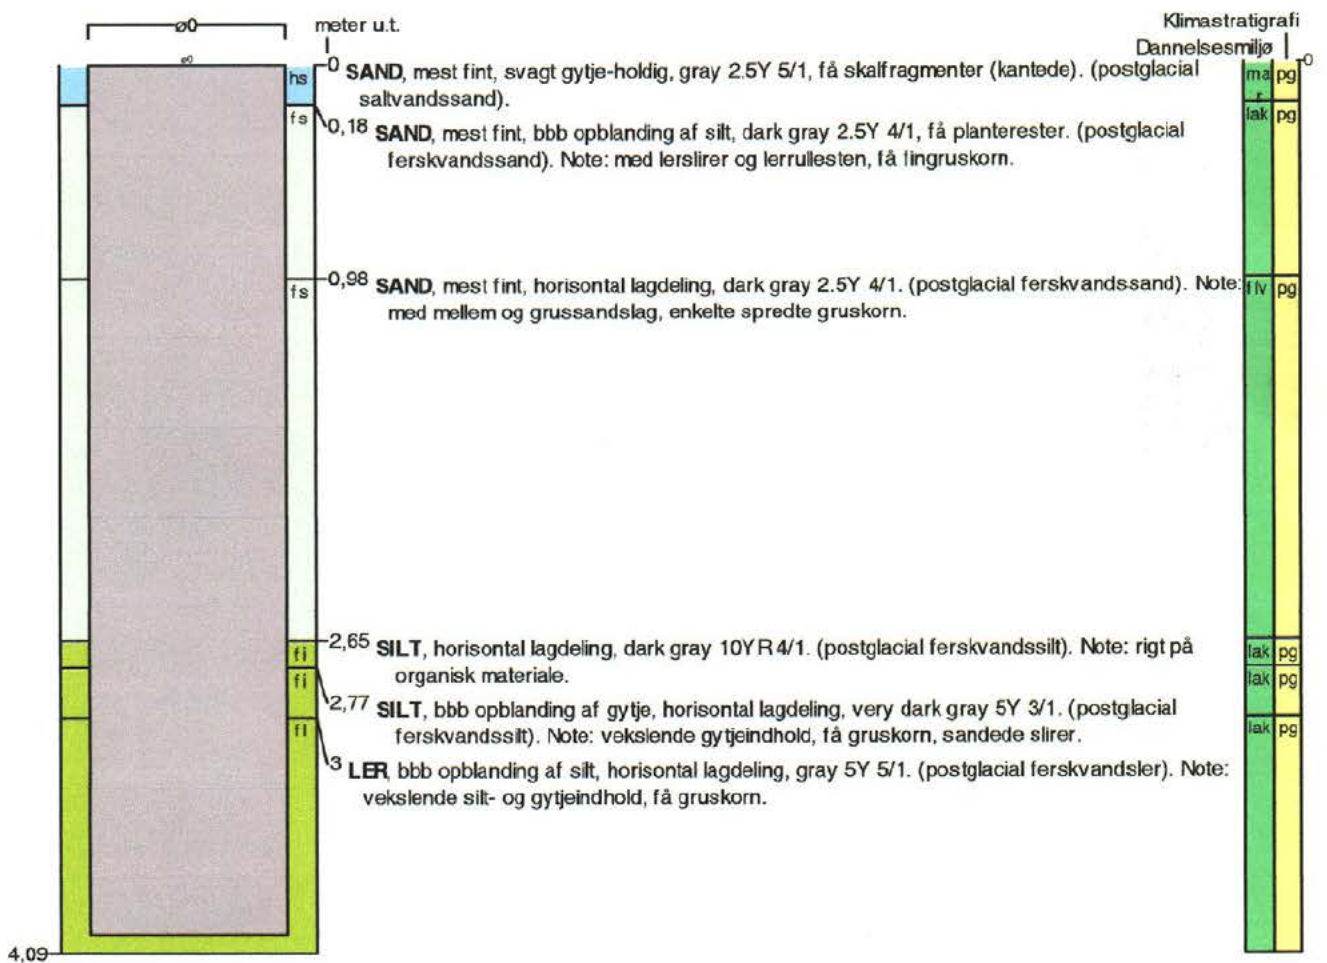 ø0
meter u.t.
Klimastratigrafi
Dannelsesmiljø
ø0
hs
0 SAND, mest fint, svagt gytje-holdig, gray 2.5Y 5/1, få skalfragmenter (kantede). (postglacial
saltvandssand).
mar pg
0
fs
0,18 SAND, mest fint, bbb opblanding af silt, dark gray 2.5Y 4/1, få planterester. (postglacial
ferskvandssand). Note: med lerslirer og lerrullesten, få fingruskorn.
lak pg
fs
0,98 SAND, mest fint, horisontal lagdeling, dark gray 2.5Y 4/1. (postglacial ferskvandssand). Note:
med mellem og grussandslag, enkelte spredte gruskorn.
flv pg
fi
2,65 SILT, horisontal lagdeling, dark gray 10YR 4/1. (postglacial ferskvandssilt). Note: rigt på
organisk materiale.
lak pg
fi
2,77 SILT, bbb opblanding af gytje, horisontal lagdeling, very dark gray 5Y 3/1. (postglacial
ferskvandssilt). Note: vekslende gytjeindhold, få gruskorn, sandede slirer.
lak pg
fl
3 LER, bbb opblanding af silt, horisontal lagdeling, gray 5Y 5/1. (postglacial ferskvandsler). Note:
vekslende silt- og gytjeindhold, få gruskorn.
lak pg
4,09